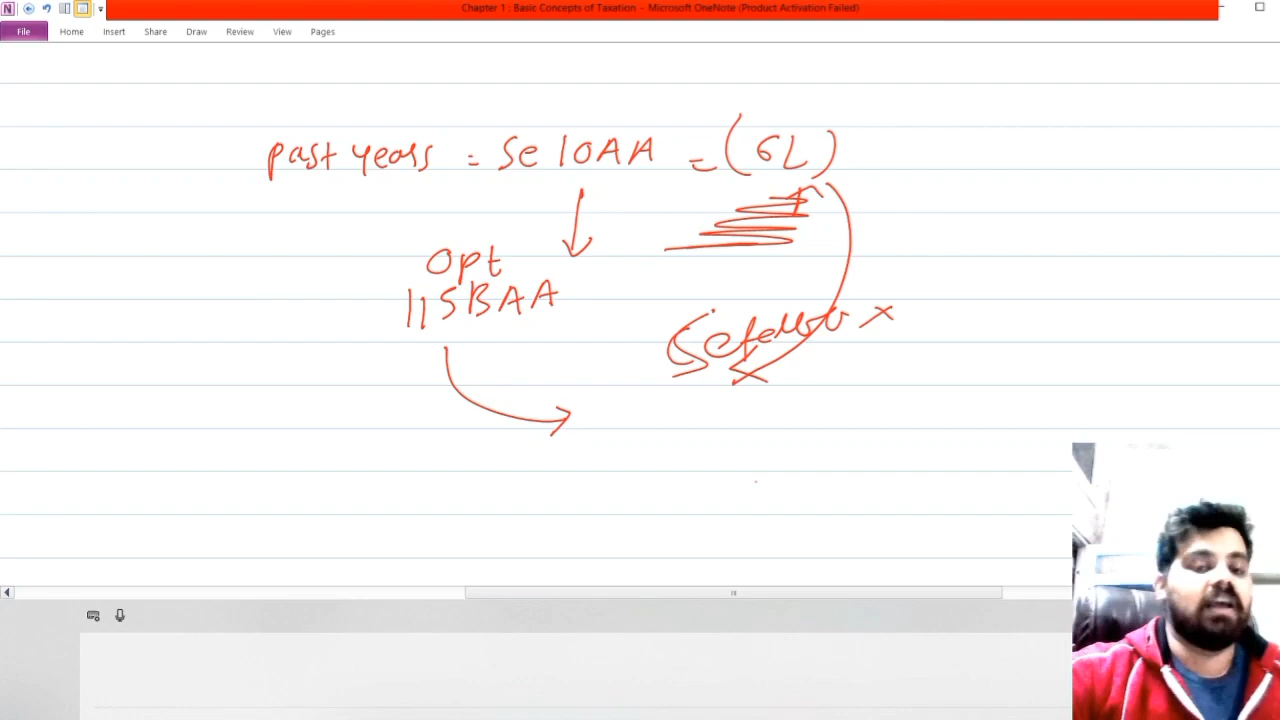 Chapter 1 : Basic Concepts of Taxation - Microsoft OneNote (Product Activation Failed)
File Home Insert Share Draw Review View Pages
past years = Se 10AA = (6L)
Opt
115BAA
Setoff x